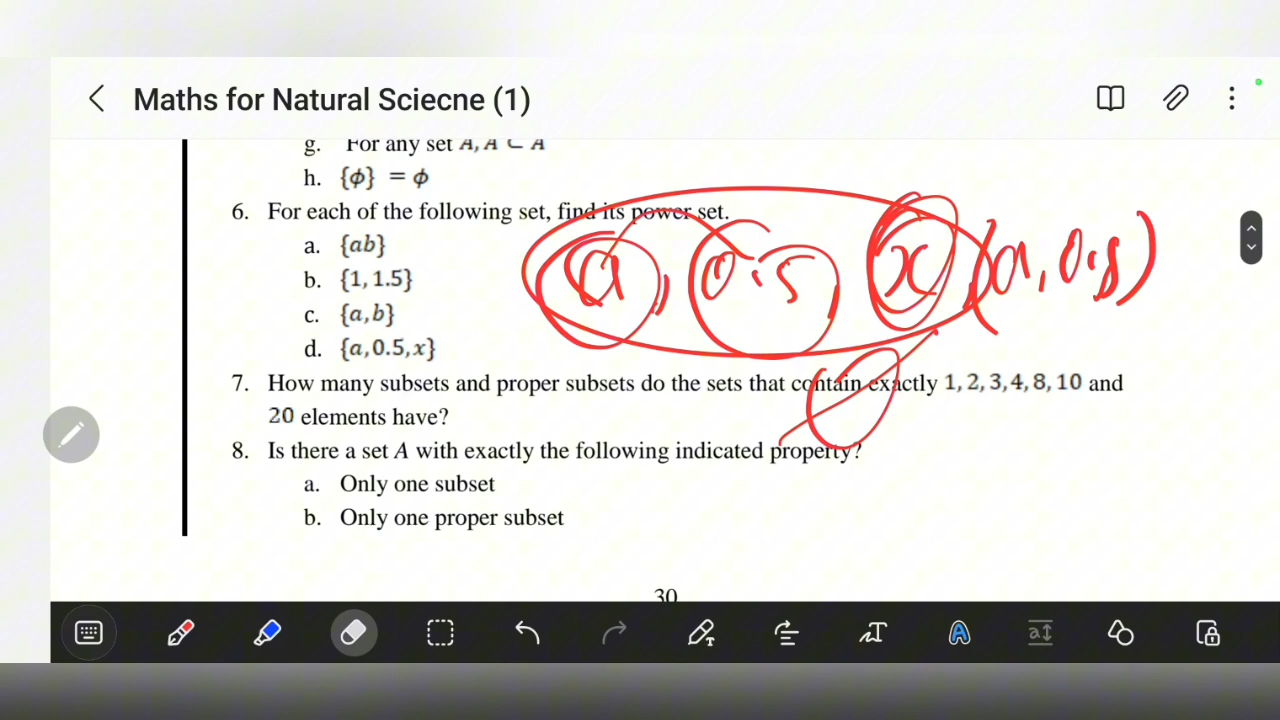 Maths for Natural Sciecne (1)
g. For any set A, A ⊂ A
h. {ϕ} = ϕ
6. For each of the following set, find its power set.
a. {ab}
b. {1, 1.5}
c. {a, b}
d. {a, 0.5, x}
a, 0.5, x, (a, 0.5)
7. How many subsets and proper subsets do the sets that contain exactly 1, 2, 3, 4, 8, 10 and
20 elements have?
8. Is there a set A with exactly the following indicated property?
a. Only one subset
b. Only one proper subset
30